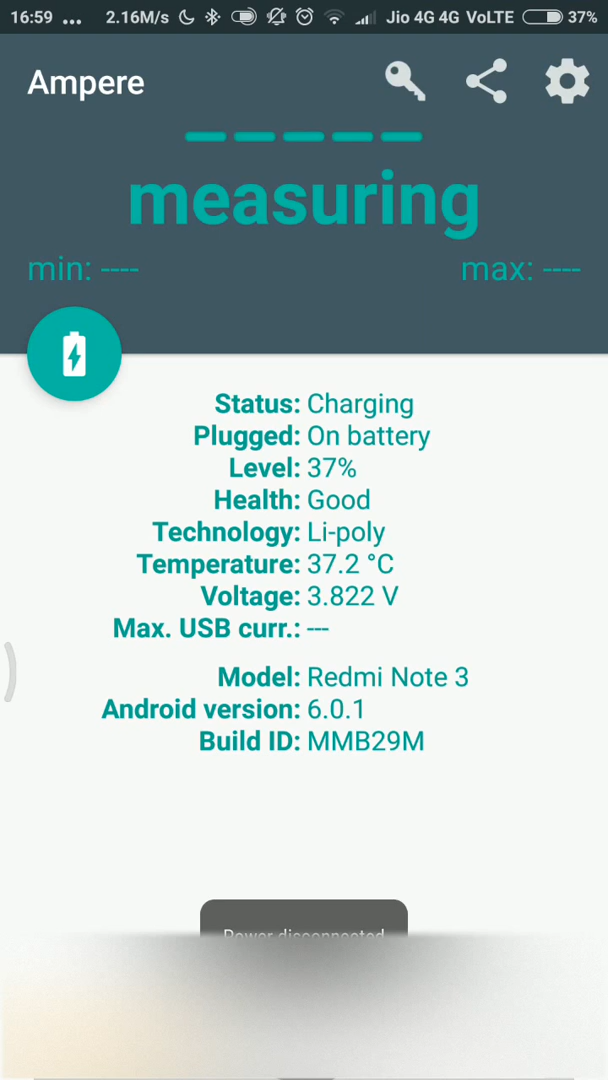 16:59 ... 2.16M/s Jio 4G 4G VoLTE 37%
Ampere
measuring
min: ---- max: ----
Status: Charging
Plugged: On battery
Level: 37%
Health: Good
Technology: Li-poly
Temperature: 37.2 °C
Voltage: 3.822 V
Max. USB curr.: ---
Model: Redmi Note 3
Android version: 6.0.1
Build ID: MMB29M
Power disconnected